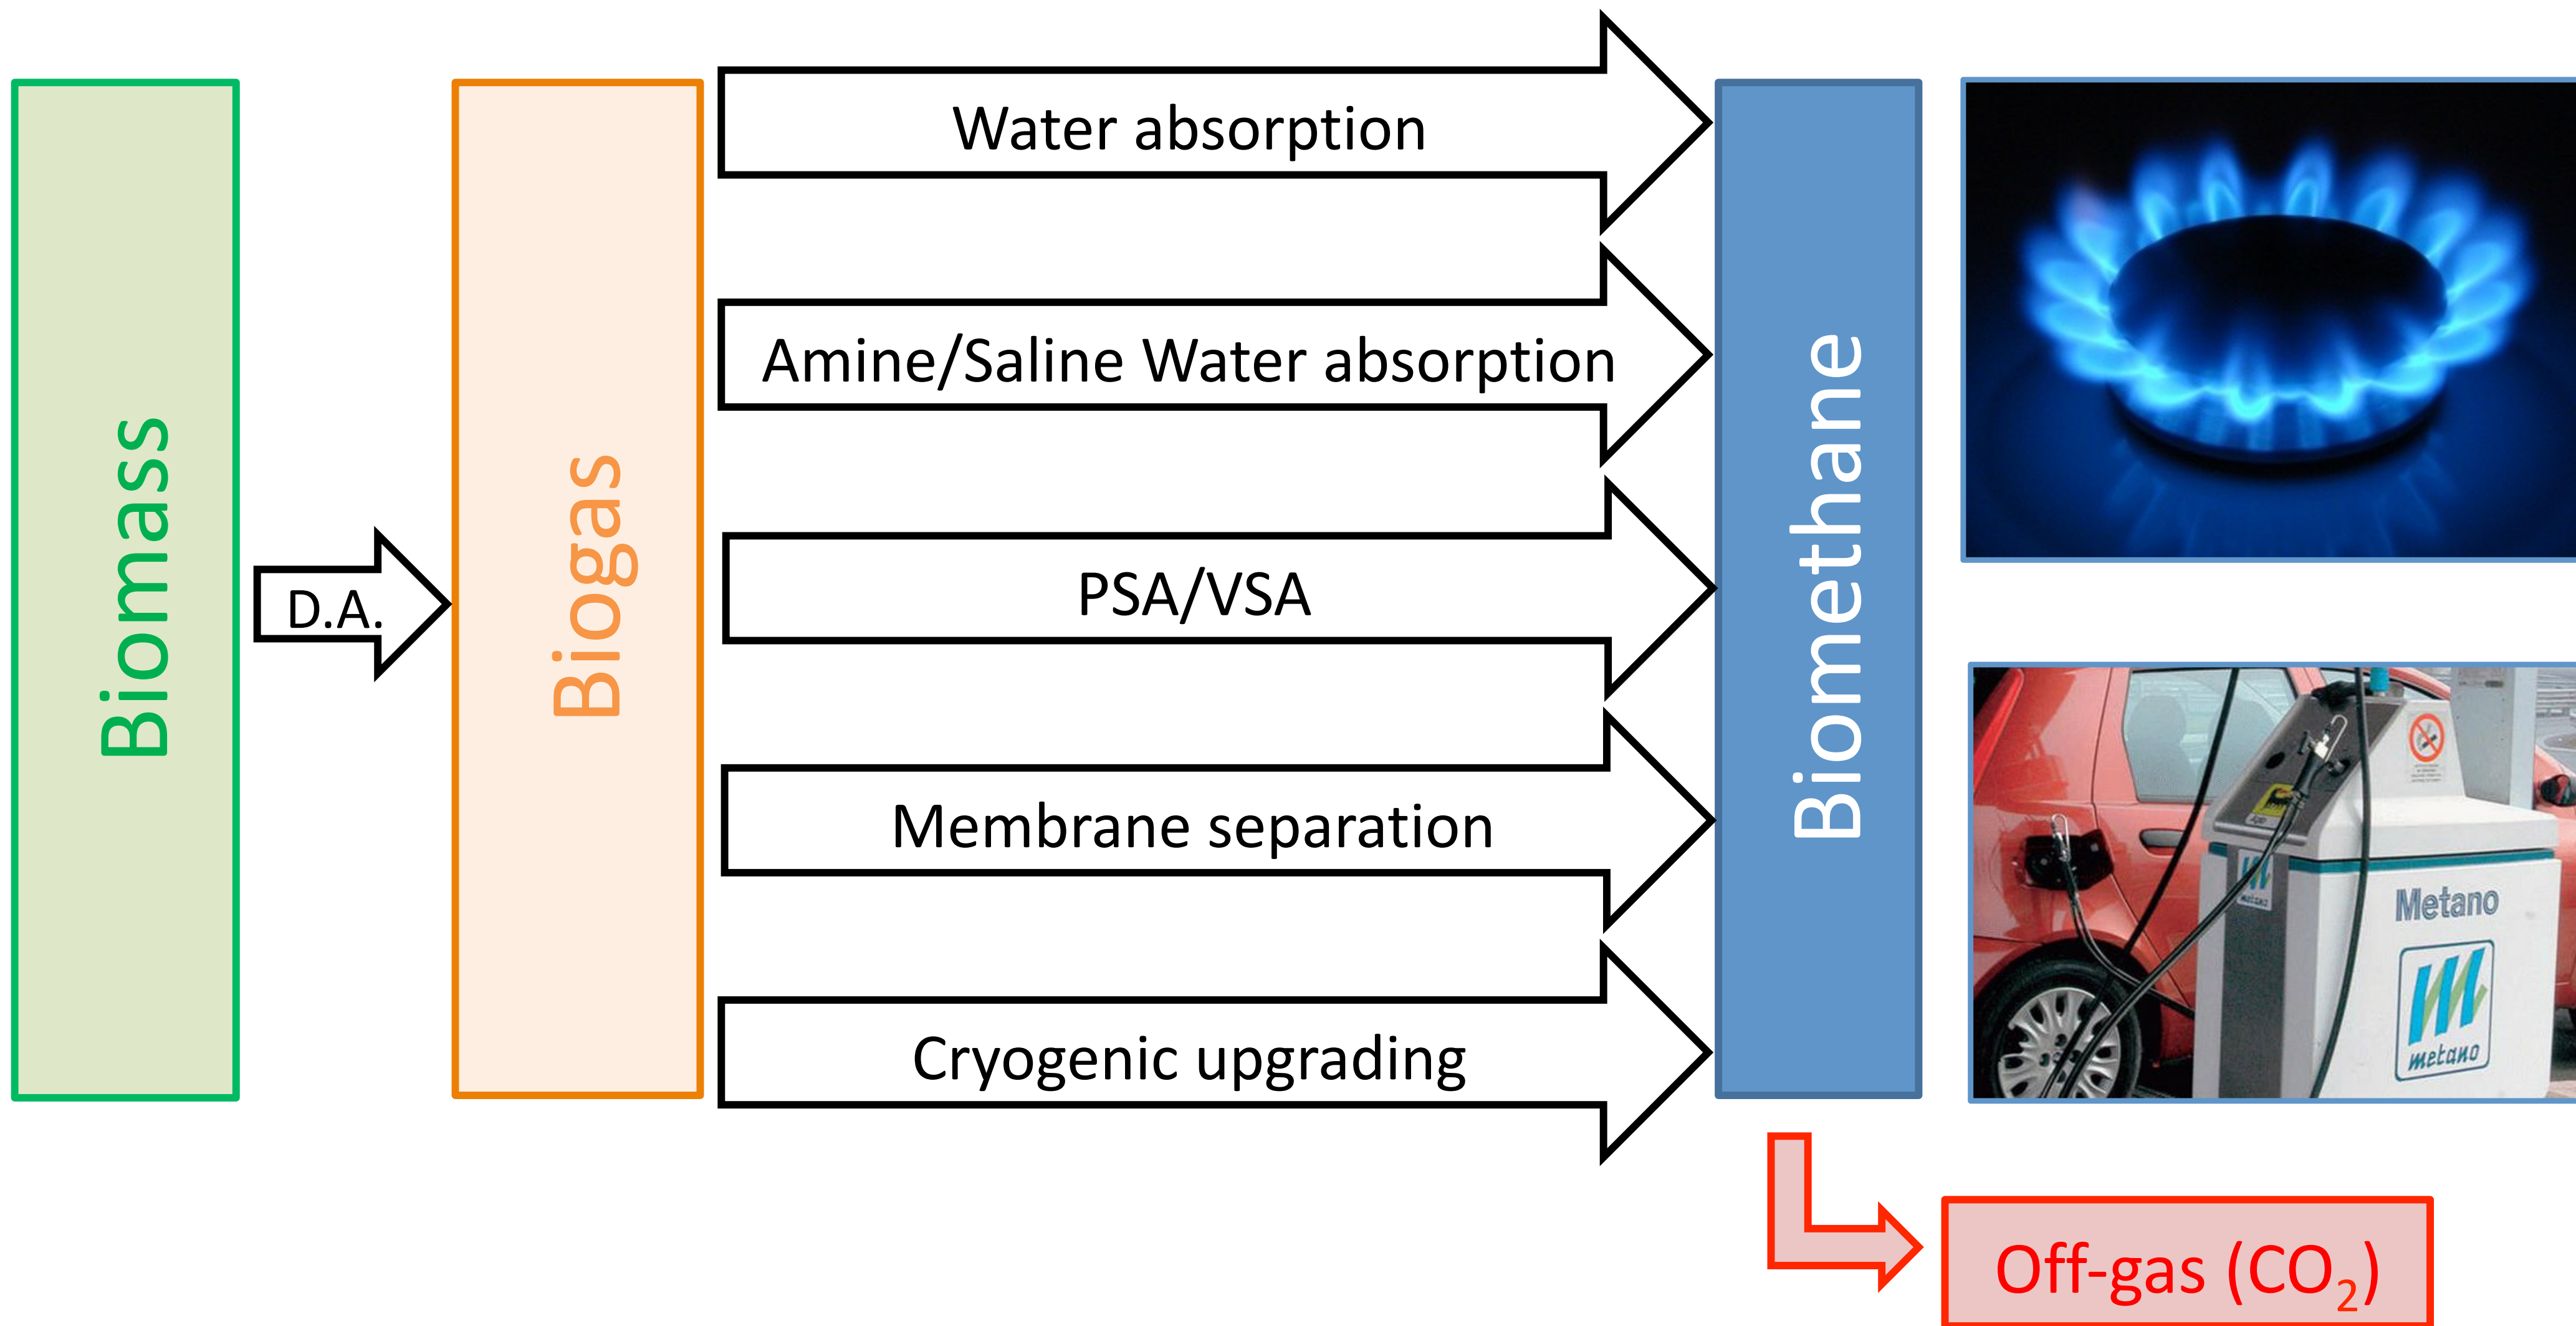 Biomass
D.A.
Biogas
Water absorption
Amine/Saline Water absorption
PSA/VSA
Membrane separation
Cryogenic upgrading
Biomethane
Metano
metano
Off-gas (CO₂)